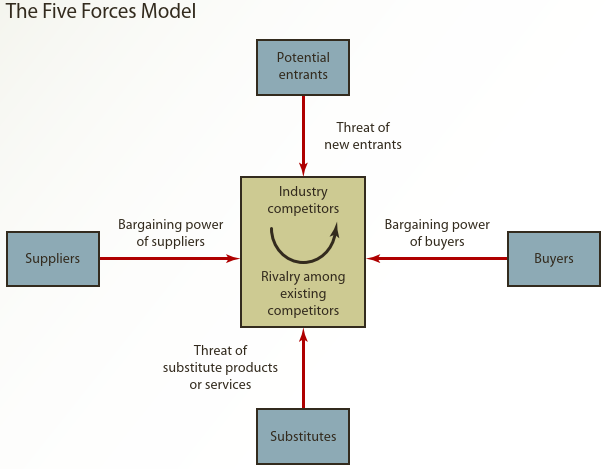 The Five Forces Model
Potential
entrants
Threat of
new entrants
Industry
competitors
Bargaining power
of suppliers
Bargaining power
of buyers
Suppliers
Buyers
Rivalry among
existing
competitors
Threat of
substitute products
or services
Substitutes